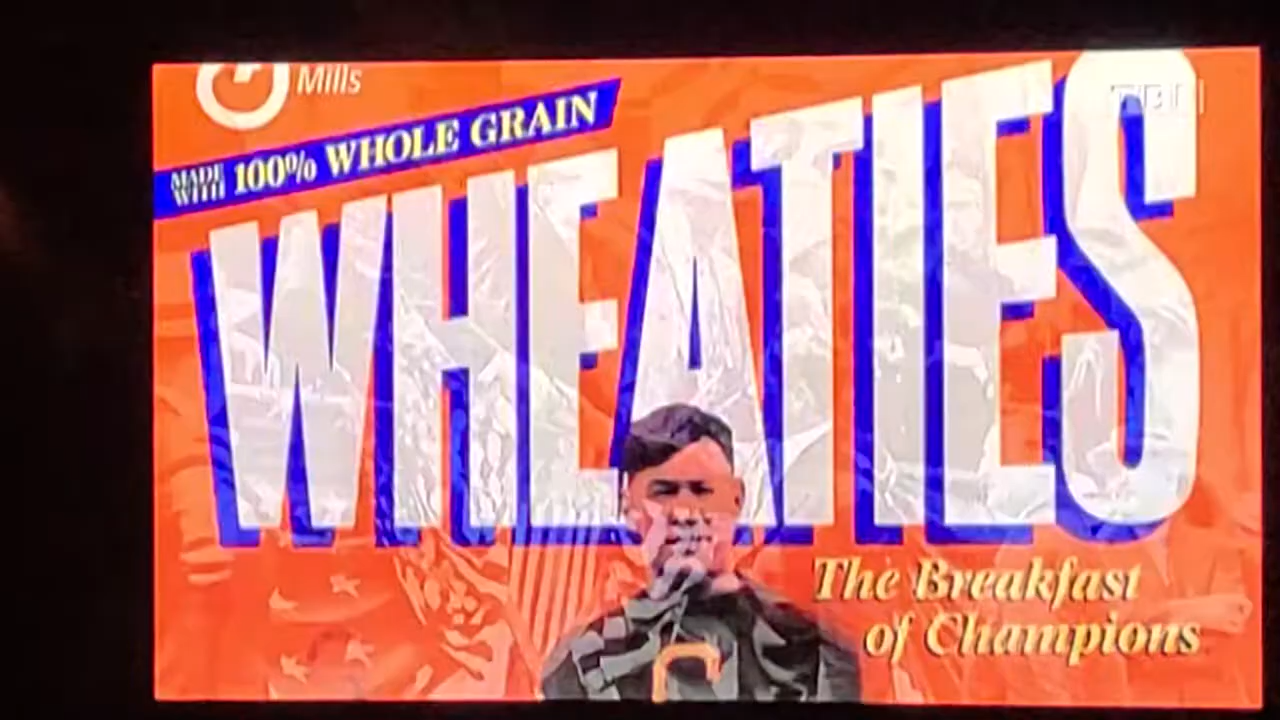 Mills
MADE
WITH 100% WHOLE GRAIN
WHEATIES
The Breakfast
of Champions
C